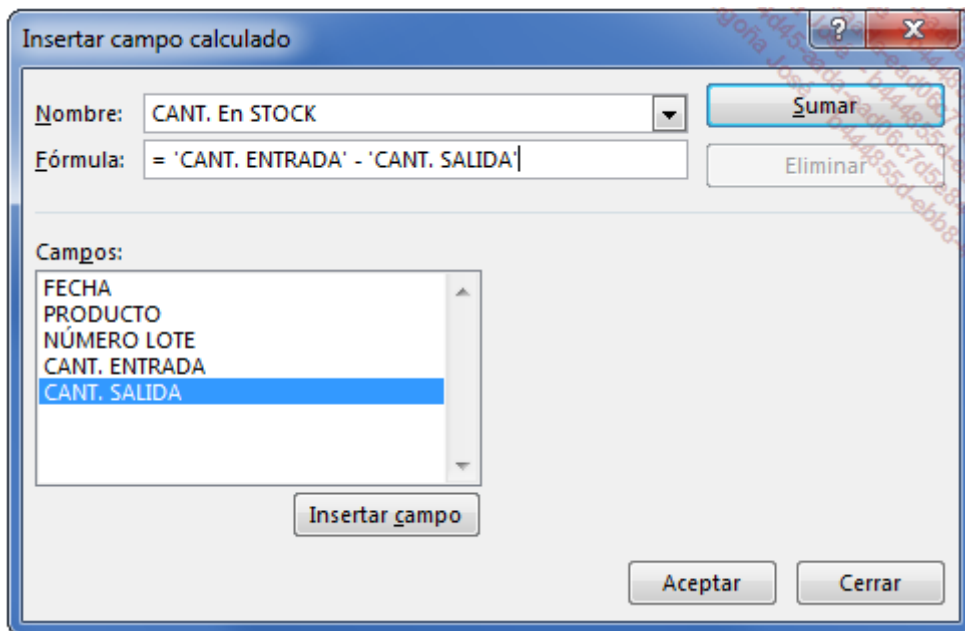 Insertar campo calculado
Nombre: CANT. En STOCK Sumar
Fórmula: = 'CANT. ENTRADA' - 'CANT. SALIDA' Eliminar
Campos:
FECHA
PRODUCTO
NÚMERO LOTE
CANT. ENTRADA
CANT. SALIDA
Insertar campo
Aceptar Cerrar